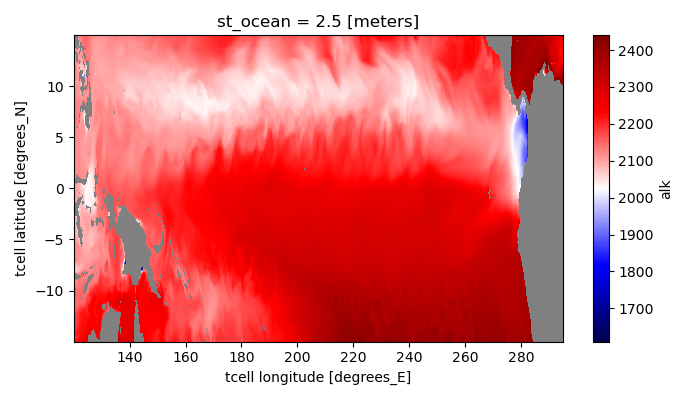 st_ocean = 2.5 [meters]
10
5
0
−5
−10
tcell latitude [degrees_N]
140 160 180 200 220 240 260 280
tcell longitude [degrees_E]
2400
2300
2200
2100
2000
1900
1800
1700
alk